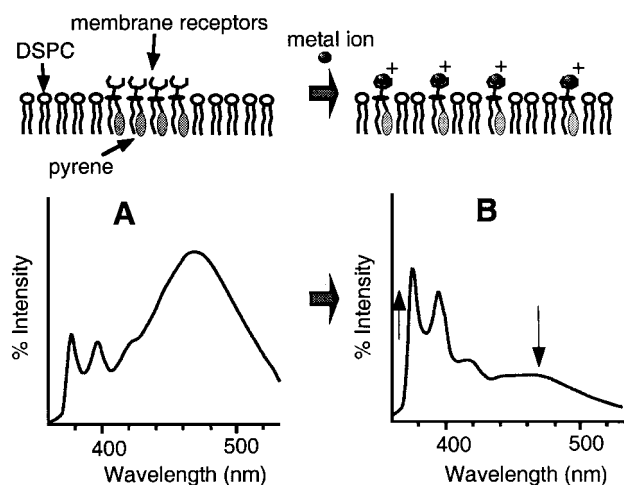 membrane receptors
DSPC
metal ion
+ + + +
pyrene
A
B
% Intensity
% Intensity
400 500
400 500
Wavelength (nm)
Wavelength (nm)